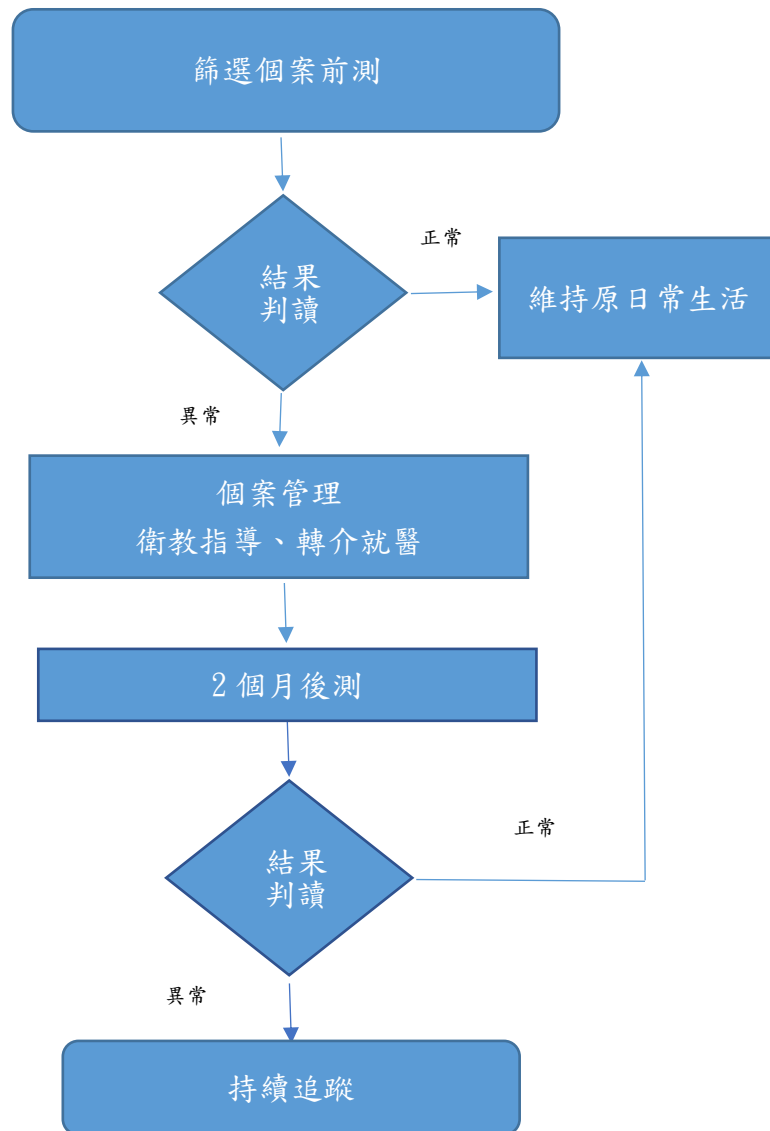 篩選個案前測
正常
結果
判讀
維持原日常生活
異常
個案管理
衛教指導、轉介就醫
2 個月後測
正常
結果
判讀
異常
持續追蹤